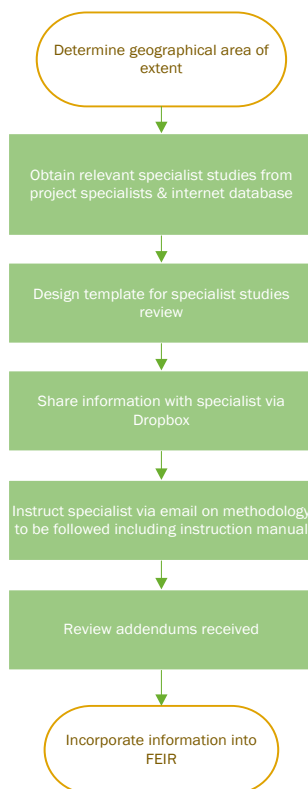 Determine geographical area of
extent
Obtain relevant specialist studies from
project specialists & internet database
Design template for specialist studies
review
Share information with specialist via
Dropbox
Instruct specialist via email on methodology
to be followed including instruction manual
Review addendums received
Incorporate information into
FEIR